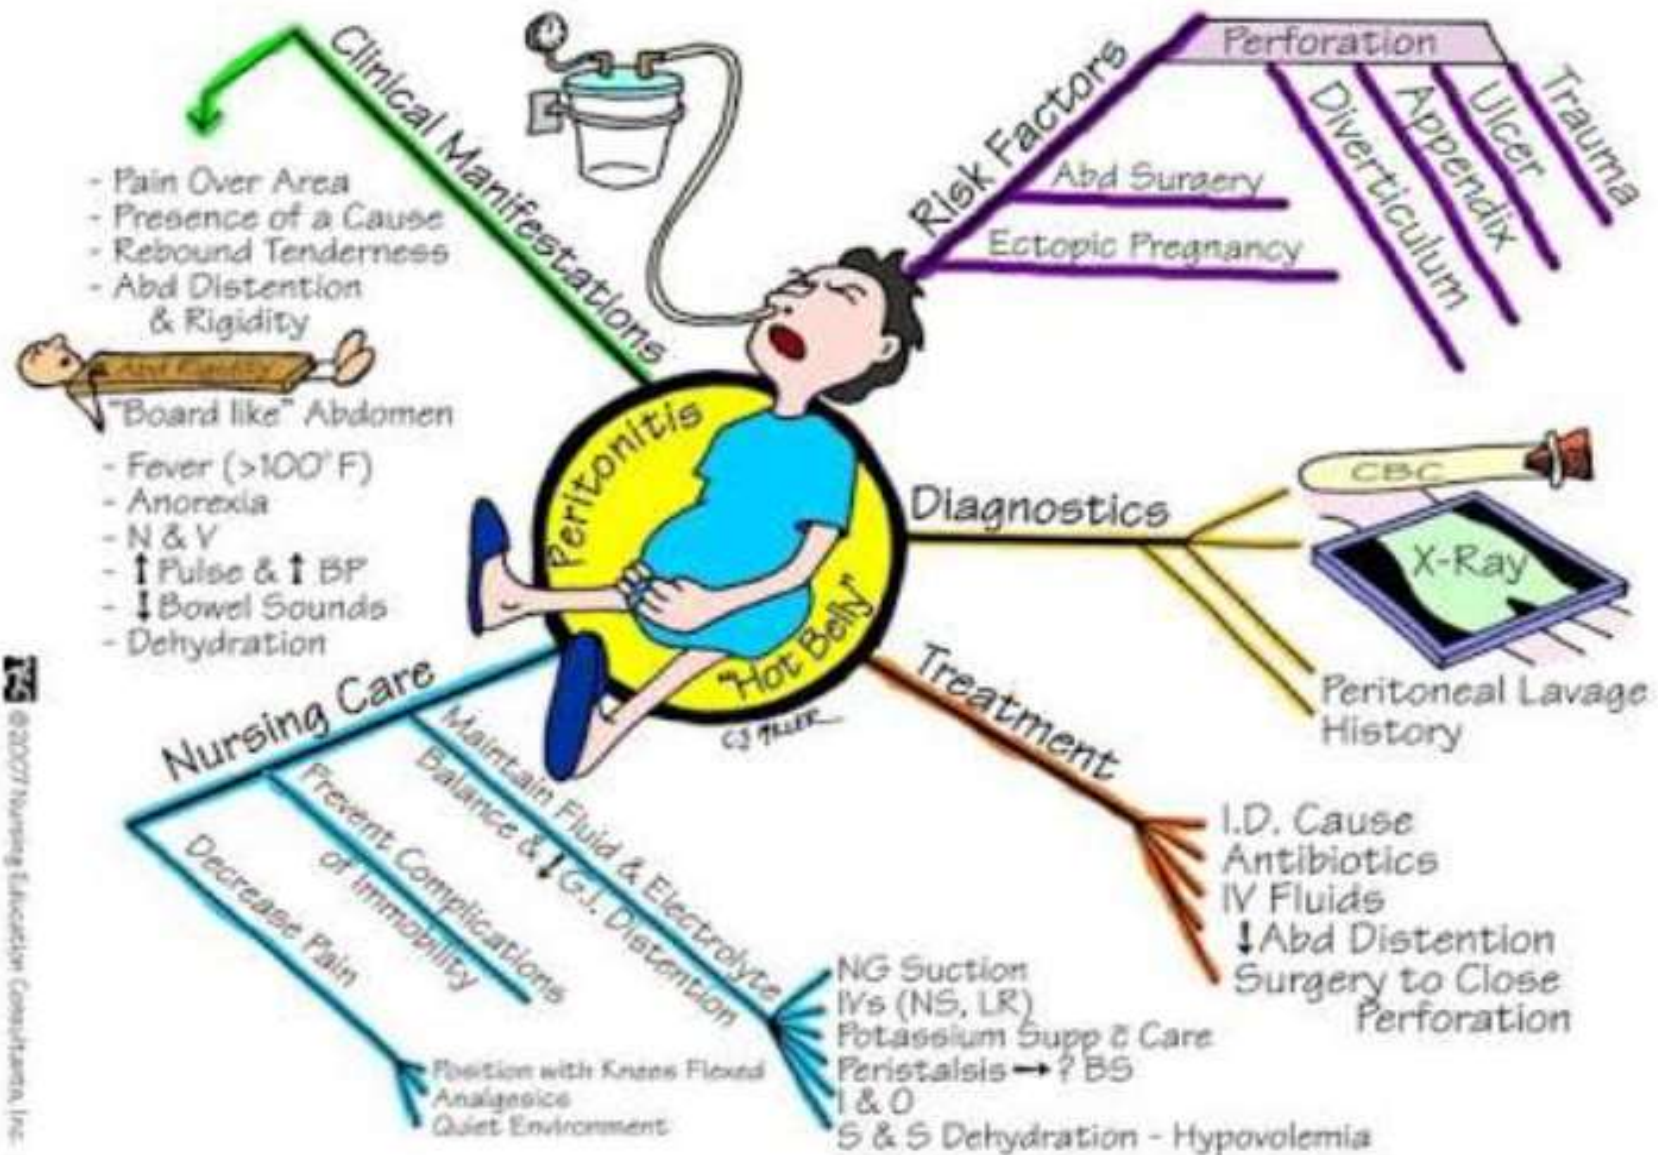 Clinical Manifestations
- Pain Over Area
- Presence of a Cause
- Rebound Tenderness
- Abd Distention
& Rigidity
Abd Rigidity
"Board like" Abdomen
- Fever (>100°F)
- Anorexia
- N & V
- ↑ Pulse & ↑ BP
- ↓ Bowel Sounds
- Dehydration
Risk Factors
Perforation
Diverticulum
Appendix
Ulcer
Trauma
Abd Surgery
Ectopic Pregnancy
Peritonitis
"Hot Belly"
CJ MILLER
Diagnostics
CBC
X-Ray
Peritoneal Lavage
History
Treatment
I.D. Cause
Antibiotics
IV Fluids
↓ Abd Distention
Surgery to Close
Perforation
Nursing Care
Maintain Fluid & Electrolyte
Balance & ↓ G.I. Distention
NG Suction
IVs (NS, LR)
Potassium Supp c̄ Care
Peristalsis → ? BS
I & O
S & S Dehydration - Hypovolemia
Prevent Complications
of Immobility
Decrease Pain
Position with Knees Flexed
Analgesics
Quiet Environment
©2007 Nursing Education Consultants, Inc.